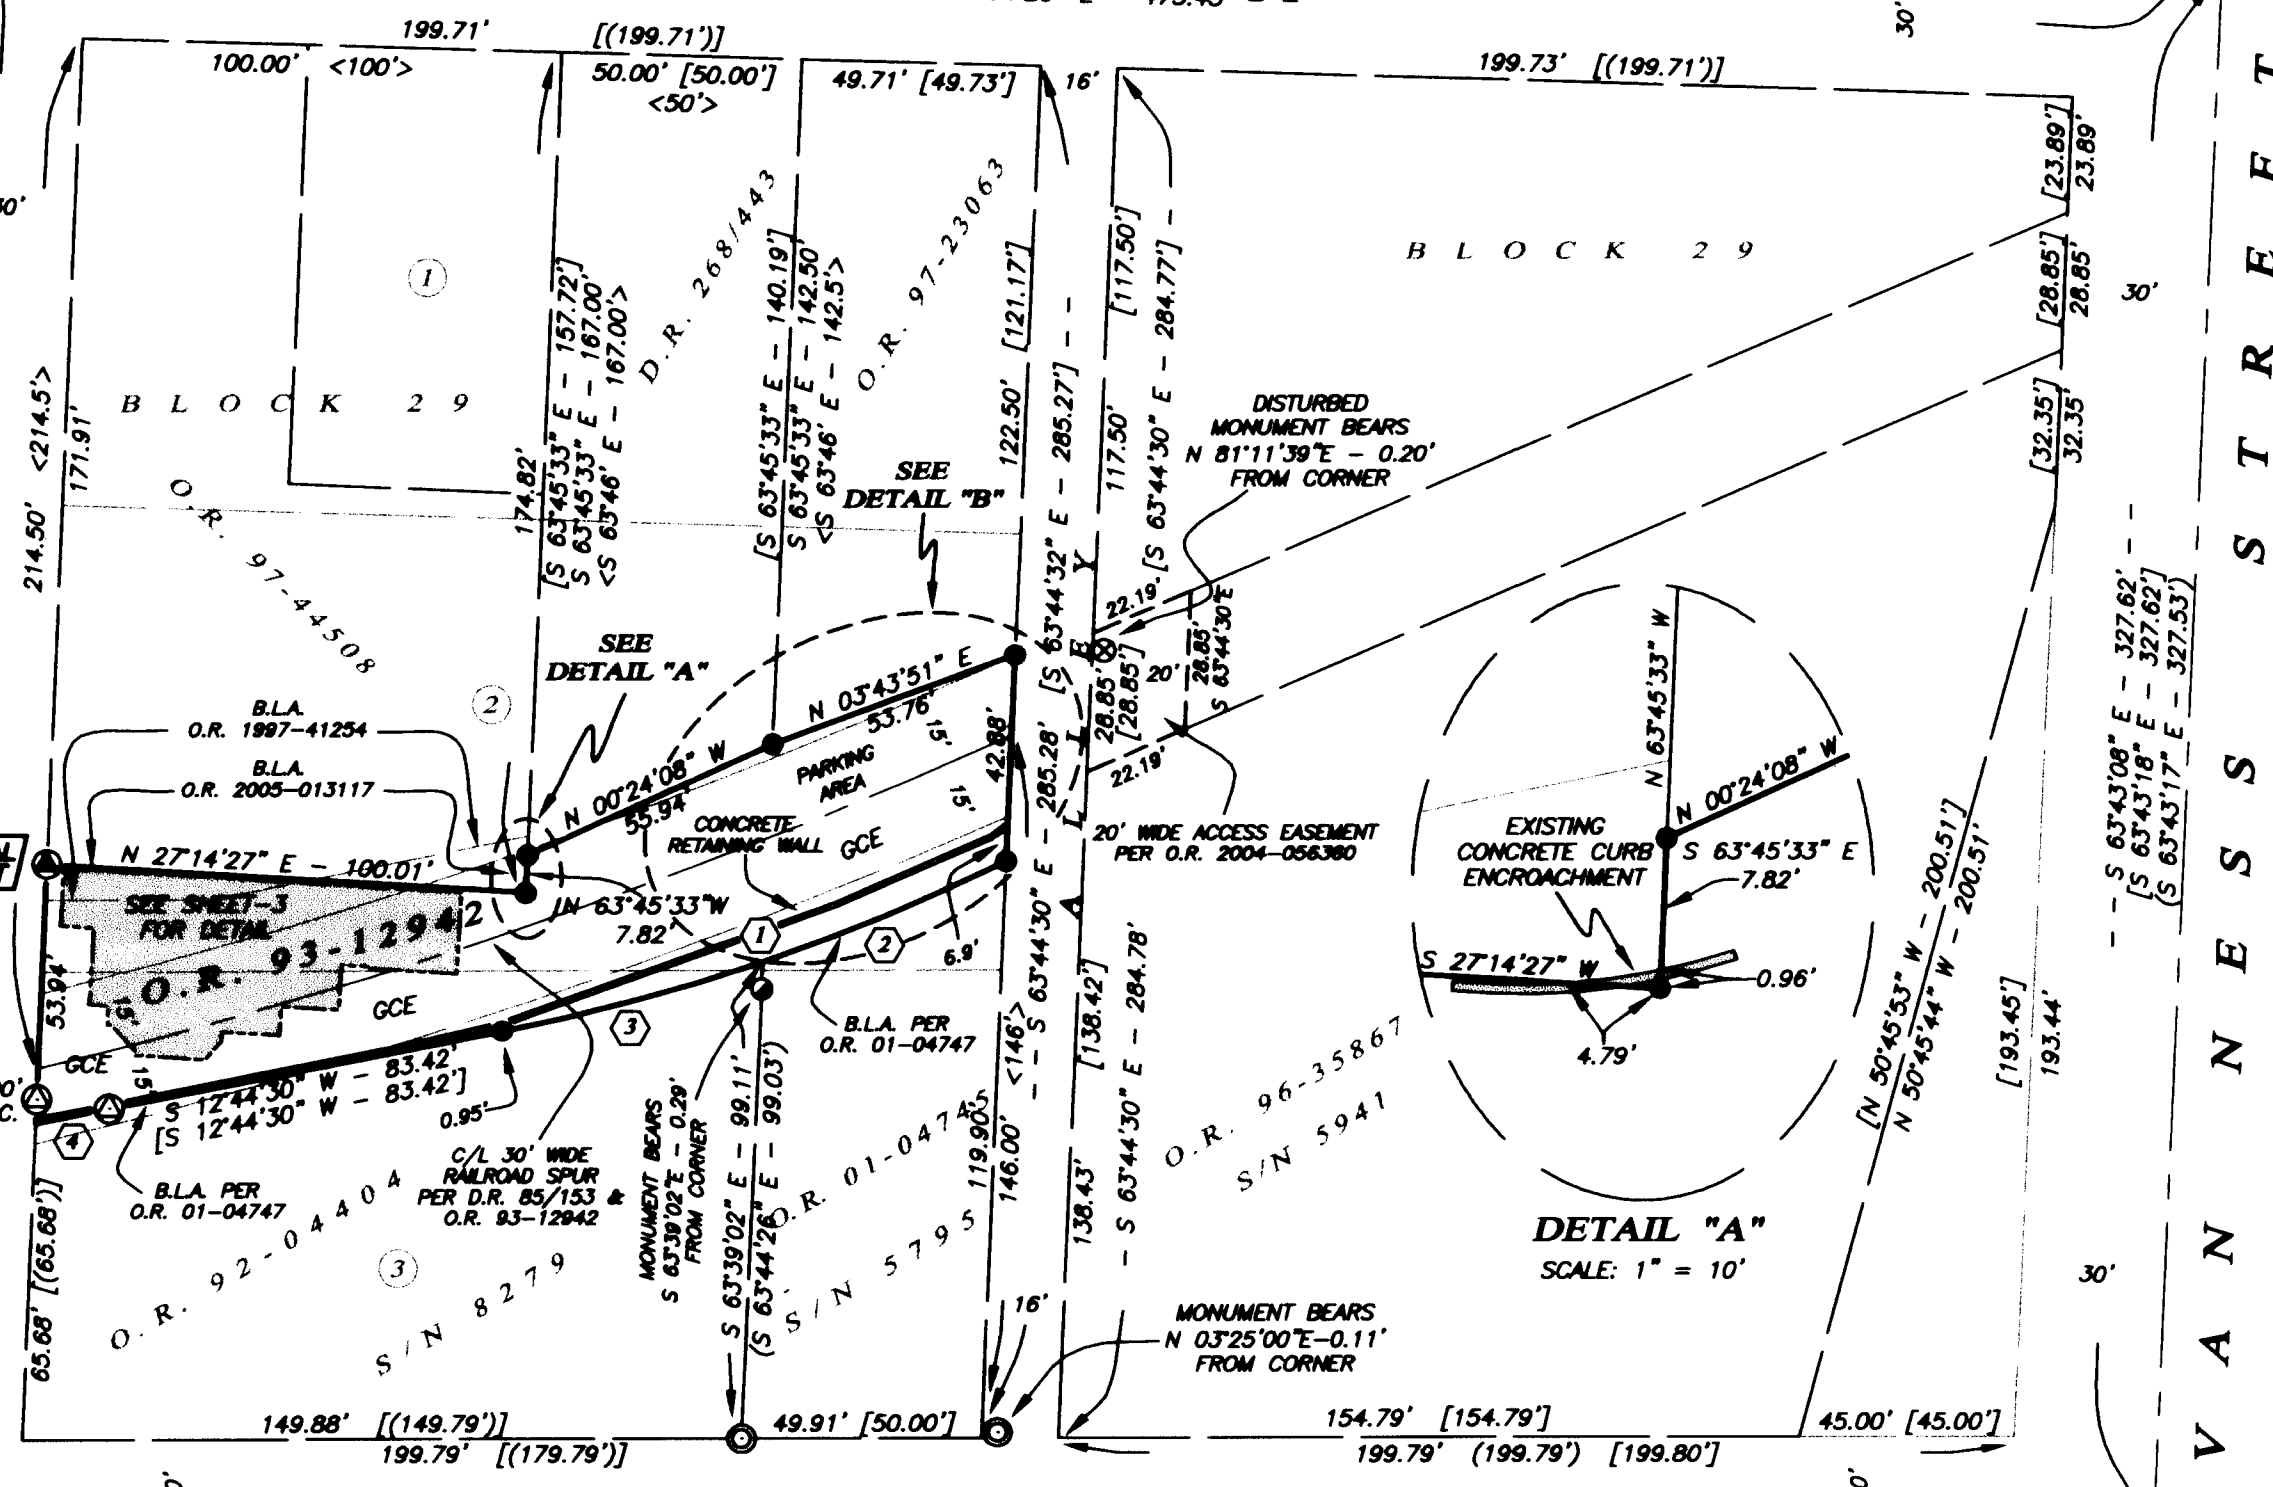 199.71' [(199.71')]
100.00' <100'>
50.00' [50.00']
<50'>
49.71' [49.73']
16'
199.73' [(199.71')]
30'
[23.89']
23.89'
[28.85']
28.85'
30'
[32.35']
32.35'
BLOCK 29
BLOCK 29
1
D.R. 268/443
O.R. 97-23063
O.R. 97-44508
214.50' <214.5'>
171.91'
174.82'
[S 63°45'33" E - 157.72']
S 63°45'33" E - 167.00'
<S 63°46' E - 167.00'>
[S 63°45'33" E - 140.19']
S 63°45'33" E - 142.50'
<S 63°46' E - 142.5'>
122.50' [121.17']
[S 63°44'32" E - 285.27']
117.50' [117.50']
[S 63°44'30" E - 284.77']
DISTURBED
MONUMENT BEARS
N 81°11'39"E - 0.20'
FROM CORNER
SEE
DETAIL "B"
SEE
DETAIL "A"
2
B.L.A.
O.R. 1997-41254
B.L.A.
O.R. 2005-013117
N 03°43'51" E
53.76'
N 00°24'08" W
55.94'
PARKING
AREA
15'
15'
42.88'
CONCRETE
RETAINING WALL
GCE
N 27°14'27" E - 100.01'
SEE SHEET-3
FOR DETAIL
O.R. 93-12942
N 63°45'33"W
7.82'
22.19'
28.85'
S 63°44'30"E
28.85'
[28.85']
20'
22.19'
20' WIDE ACCESS EASEMENT
PER O.R. 2004-056360
ALLEY
- - S 63°44'30" E - 285.28'
6.9'
1
2
3
4
B.L.A. PER
O.R. 01-04747
53.94'
15'
GCE
GCE
15'
S 12°44'30" W - 83.42'
[S 12°44'30" W - 83.42']
0.95'
B.L.A. PER
O.R. 01-04747
C/L 30' WIDE
RAILROAD SPUR
PER D.R. 85/153 &
O.R. 93-12942
MONUMENT BEARS
S 63°39'02"E - 0.29'
FROM CORNER
S 63°39'02" E - 99.11'
(S 63°44'26" E - 99.03')
O.R. 01-04745
S/N 5795
119.90'
146.00' <146'>
138.43' [138.42']
- S 63°44'30" E - 284.78'
O.R. 96-35867
S/N 5941
65.68' [(65.68')]
O.R. 92-04404
S/N 8279
3
16'
MONUMENT BEARS
N 03°25'00"E-0.11'
FROM CORNER
149.88' [(149.79')]
49.91' [50.00']
199.79' [(179.79')]
154.79' [154.79']
45.00' [45.00']
199.79' (199.79') [199.80']
N 63°45'33" W
N 00°24'08" W
EXISTING
CONCRETE CURB
ENCROACHMENT
S 63°45'33" E
7.82'
S 27°14'27" W
0.96'
4.79'
DETAIL "A"
SCALE: 1" = 10'
[N 50°45'53" W - 200.51']
N 50°45'44" W - 200.51'
[193.45']
193.44'
- - S 63°43'08" E - 327.62' - -
[S 63°43'18" E - 327.62']
(S 63°43'17" E - 327.53')
30'
VAN NESS STREET